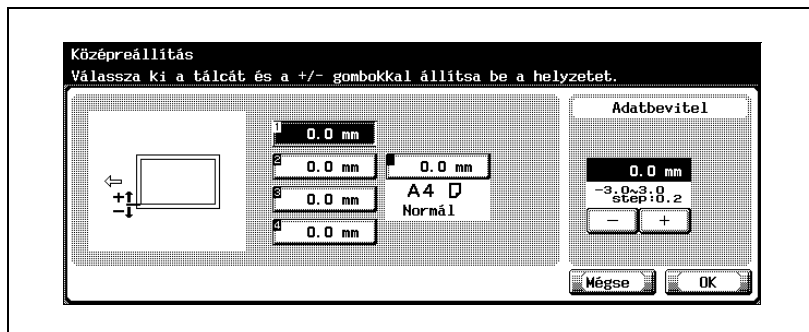 Középreállítás
Válassza ki a tálcát és a +/- gombokkal állítsa be a helyzetet.
Adatbevitel
1 0.0 mm
2 0.0 mm
0.0 mm
3 0.0 mm
A4
Normál
4 0.0 mm
+
−
0.0 mm
-3.0~3.0
step:0.2
− +
Mégse OK